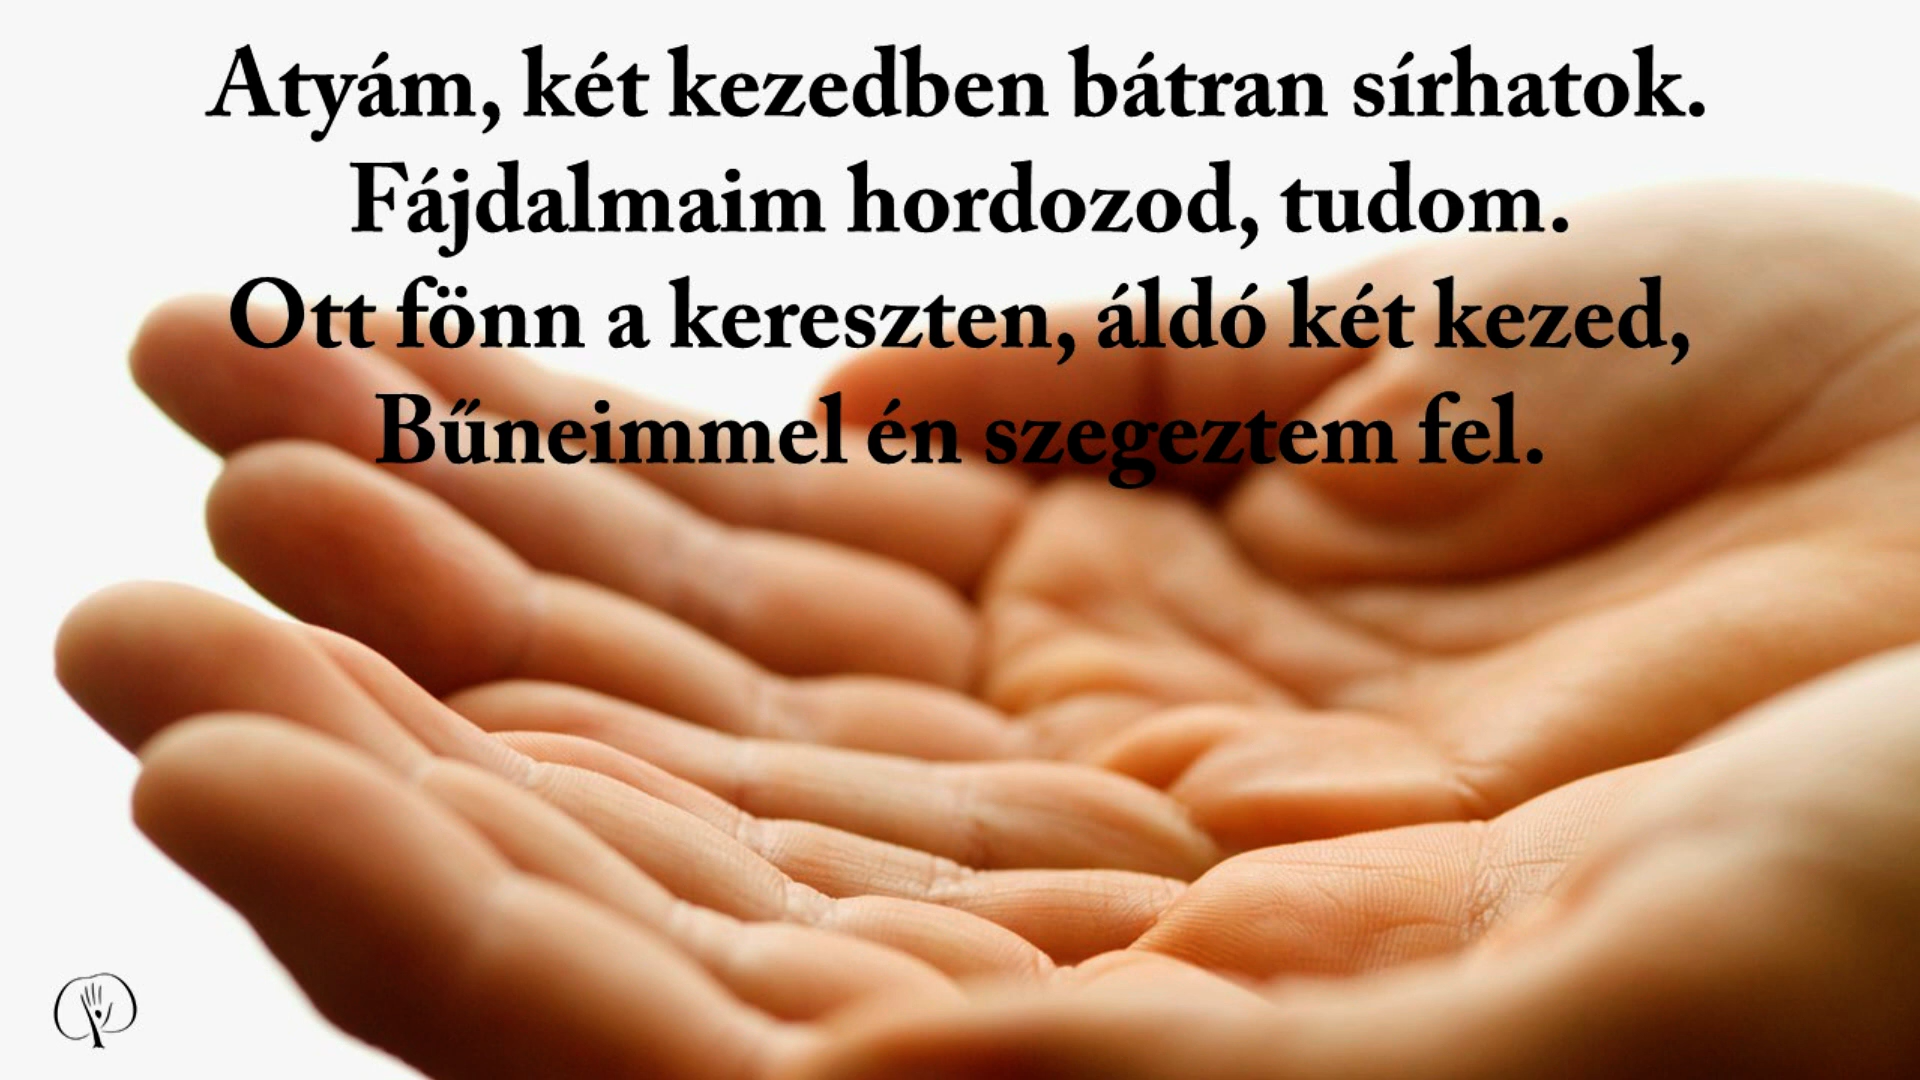 Atyám, két kezedben bátran sírhatok.
Fájdalmaim hordozod, tudom.
Ott fönn a kereszten, áldó két kezed,
Bűneimmel én szegeztem fel.